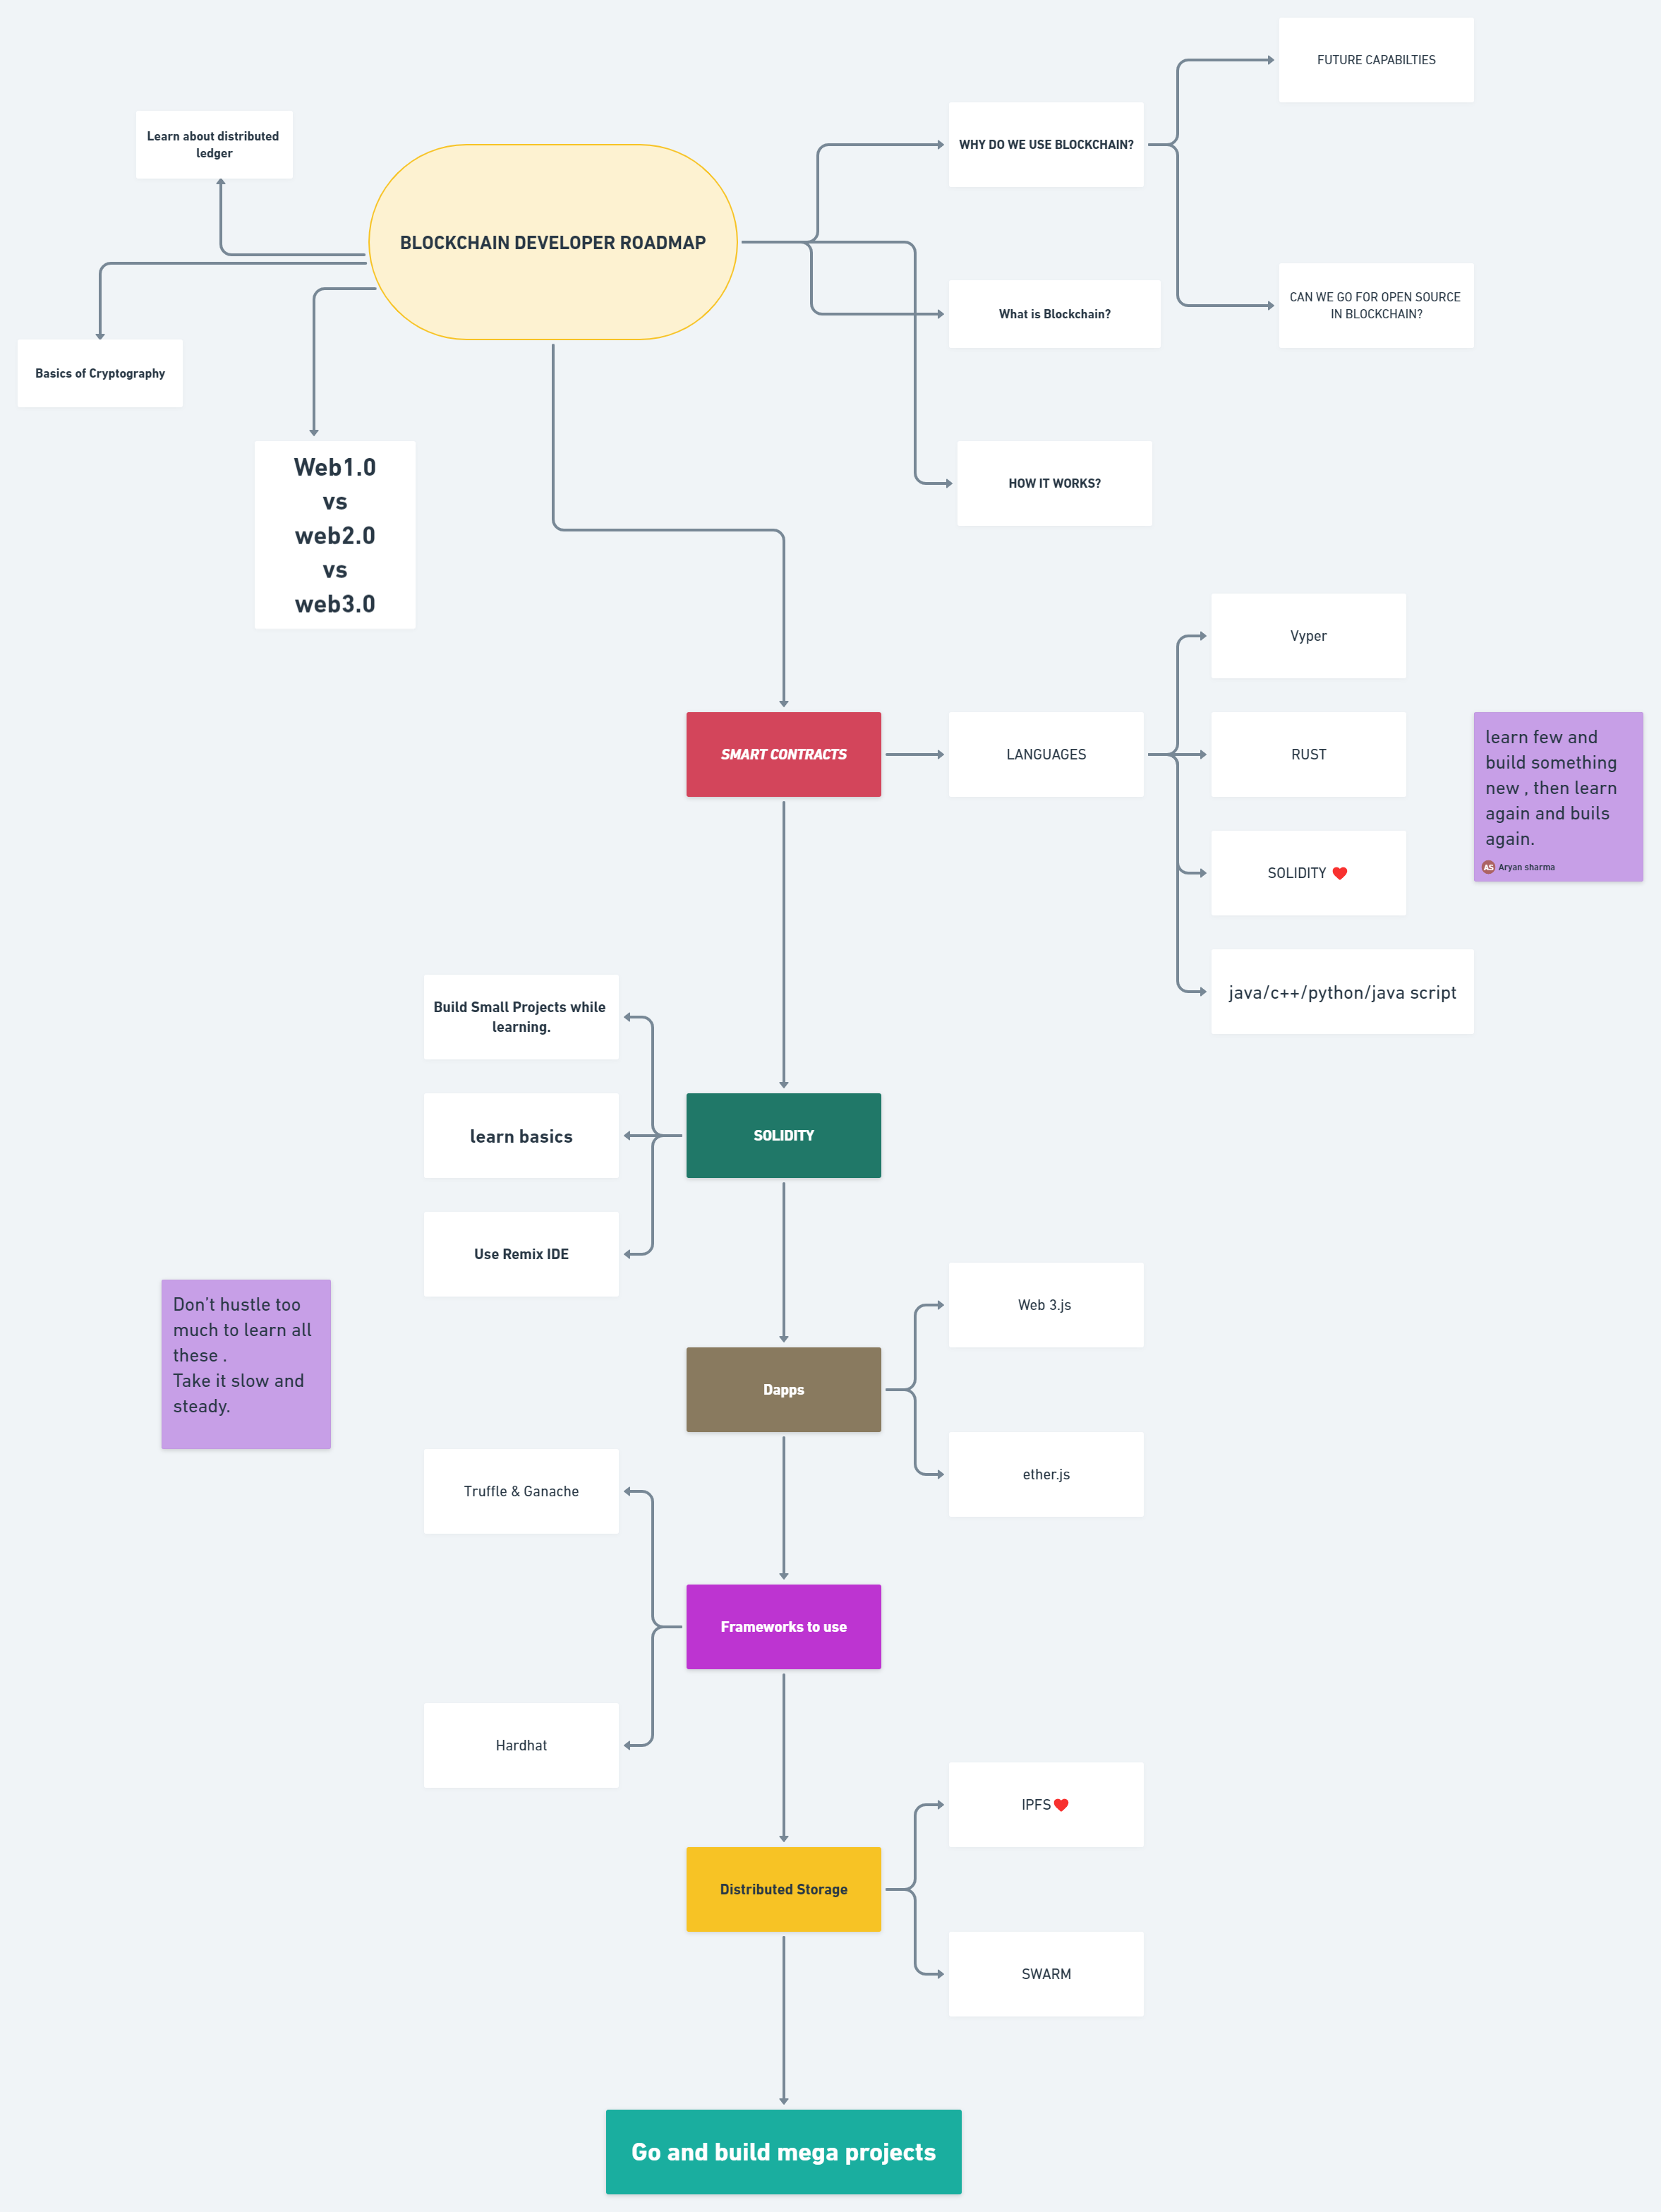 FUTURE CAPABILTIES
Learn about distributed
ledger
WHY DO WE USE BLOCKCHAIN?
BLOCKCHAIN DEVELOPER ROADMAP
What is Blockchain?
CAN WE GO FOR OPEN SOURCE
IN BLOCKCHAIN?
Basics of Cryptography
Web1.0
vs
web2.0
vs
web3.0
HOW IT WORKS?
Vyper
SMART CONTRACTS
LANGUAGES
RUST
learn few and
build something
new , then learn
again and buils
again.
AS Aryan sharma
SOLIDITY ❤️
java/c++/python/java script
Build Small Projects while
learning.
learn basics
SOLIDITY
Use Remix IDE
Don’t hustle too
much to learn all
these .
Take it slow and
steady.
Web 3.js
Dapps
ether.js
Truffle & Ganache
Frameworks to use
Hardhat
IPFS❤️
Distributed Storage
SWARM
Go and build mega projects